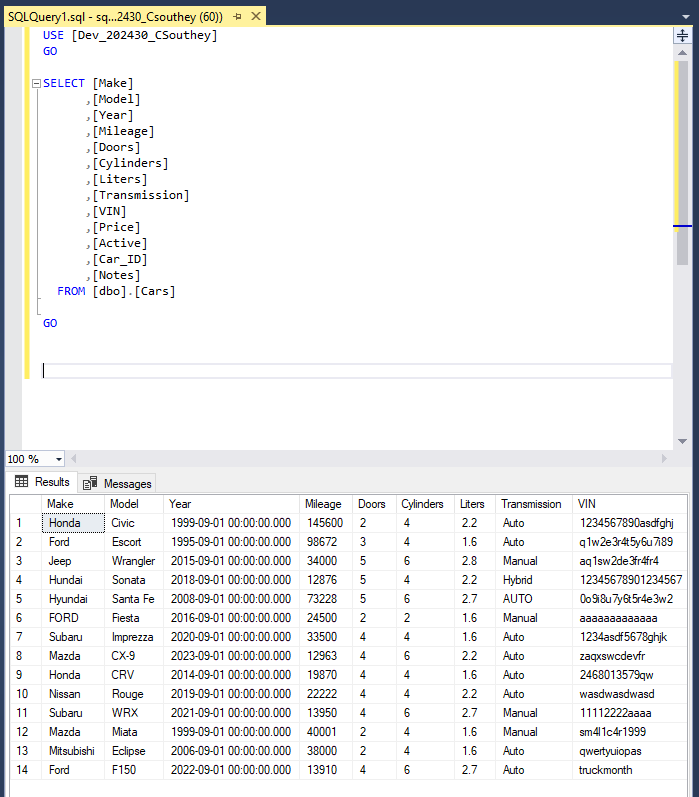 SQLQuery1.sql - sq...2430_Csouthey (60))
USE [Dev_202430_CSouthey]
GO
SELECT [Make]
,[Model]
,[Year]
,[Mileage]
,[Doors]
,[Cylinders]
,[Liters]
,[Transmission]
,[VIN]
,[Price]
,[Active]
,[Car_ID]
,[Notes]
FROM [dbo].[Cars]
GO
100 %
Results Messages
Make Model Year Mileage Doors Cylinders Liters Transmission VIN
1 Honda Civic 1999-09-01 00:00:00.000 145600 2 4 2.2 Auto 1234567890asdfghj
2 Ford Escort 1995-09-01 00:00:00.000 98672 3 4 1.6 Auto q1w2e3r4t5y6u7i89
3 Jeep Wrangler 2015-09-01 00:00:00.000 34000 5 6 2.8 Manual aq1sw2de3fr4fr4
4 Hundai Sonata 2018-09-01 00:00:00.000 12876 5 4 2.2 Hybrid 12345678901234567
5 Hyundai Santa Fe 2008-09-01 00:00:00.000 73228 5 6 2.7 AUTO 0o9i8u7y6t5r4e3w2
6 FORD Fiesta 2016-09-01 00:00:00.000 24500 2 2 1.6 Manual aaaaaaaaaaaaa
7 Subaru Imprezza 2020-09-01 00:00:00.000 33500 4 4 1.6 Auto 1234asdf5678ghjk
8 Mazda CX-9 2023-09-01 00:00:00.000 12963 4 6 2.2 Auto zaqxswcdevfr
9 Honda CRV 2014-09-01 00:00:00.000 19870 4 4 1.6 Auto 2468013579qw
10 Nissan Rouge 2019-09-01 00:00:00.000 22222 4 4 2.2 Auto wasdwasdwasd
11 Subaru WRX 2021-09-01 00:00:00.000 13950 4 6 2.7 Manual 11112222aaaa
12 Mazda Miata 1999-09-01 00:00:00.000 40001 2 4 1.6 Manual sm4l1c4r1999
13 Mitsubishi Eclipse 2006-09-01 00:00:00.000 38000 2 4 1.6 Auto qwertyuiopas
14 Ford F150 2022-09-01 00:00:00.000 13910 4 6 2.7 Auto truckmonth